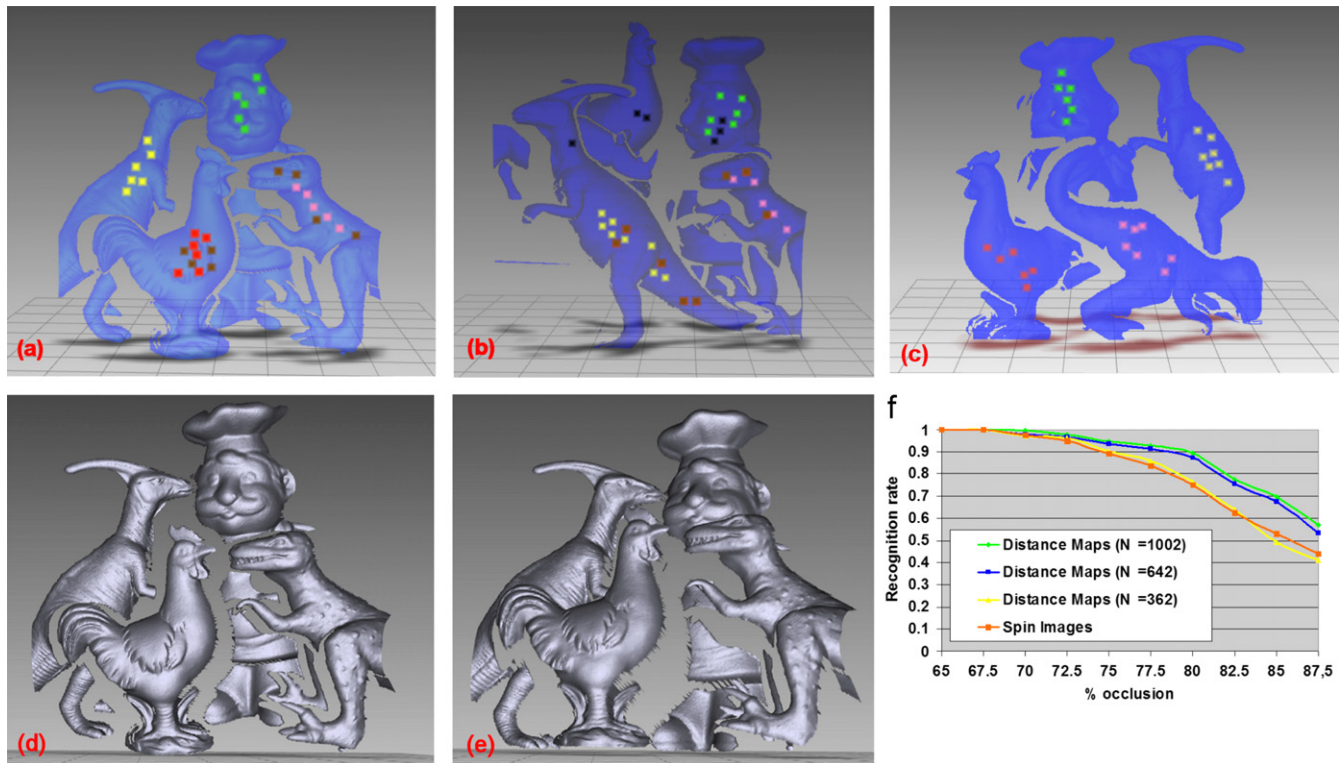 (a)
(b)
(c)
(d)
(e)
f
1
0.9
0.8
0.7
0.6
0.5
0.4
0.3
0.2
0.1
0
Recognition rate
Distance Maps (N =1002)
Distance Maps (N =642)
Distance Maps (N =362)
Spin Images
65 67.5 70 72.5 75 77.5 80 82.5 85 87,5
% occlusion